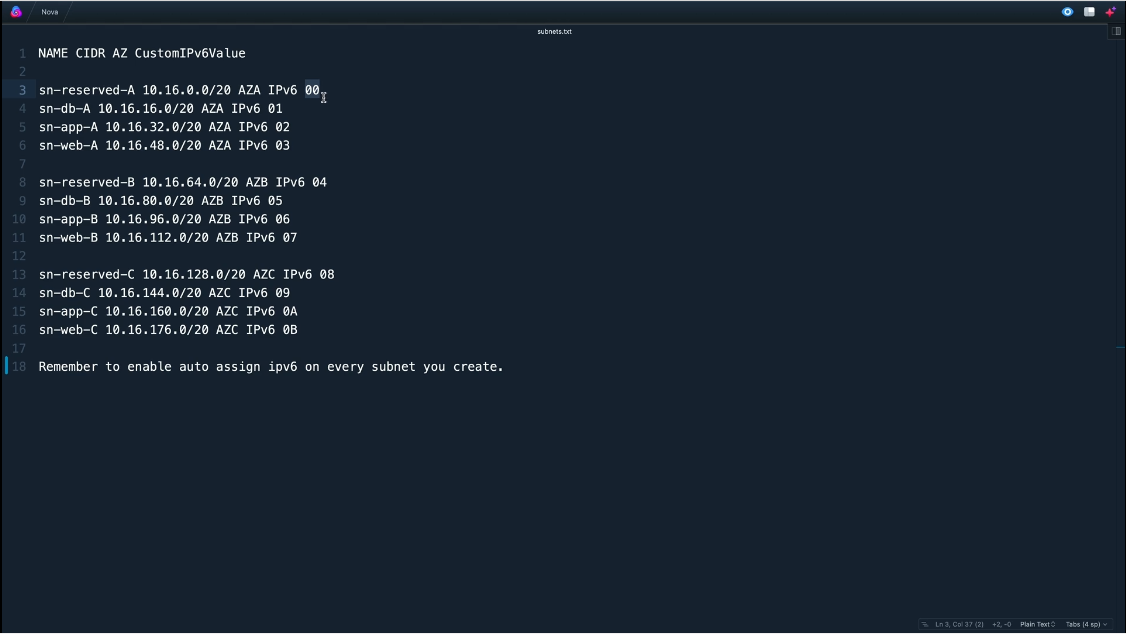 Nova
subnets.txt
1 NAME CIDR AZ CustomIPv6Value
2
3 sn-reserved-A 10.16.0.0/20 AZA IPv6 00
4 sn-db-A 10.16.16.0/20 AZA IPv6 01
5 sn-app-A 10.16.32.0/20 AZA IPv6 02
6 sn-web-A 10.16.48.0/20 AZA IPv6 03
7
8 sn-reserved-B 10.16.64.0/20 AZB IPv6 04
9 sn-db-B 10.16.80.0/20 AZB IPv6 05
10 sn-app-B 10.16.96.0/20 AZB IPv6 06
11 sn-web-B 10.16.112.0/20 AZB IPv6 07
12
13 sn-reserved-C 10.16.128.0/20 AZC IPv6 08
14 sn-db-C 10.16.144.0/20 AZC IPv6 09
15 sn-app-C 10.16.160.0/20 AZC IPv6 0A
16 sn-web-C 10.16.176.0/20 AZC IPv6 0B
17
18 Remember to enable auto assign ipv6 on every subnet you create.
Ln 3, Col 37 (2) +2, -0 Plain Text Tabs (4 sp)